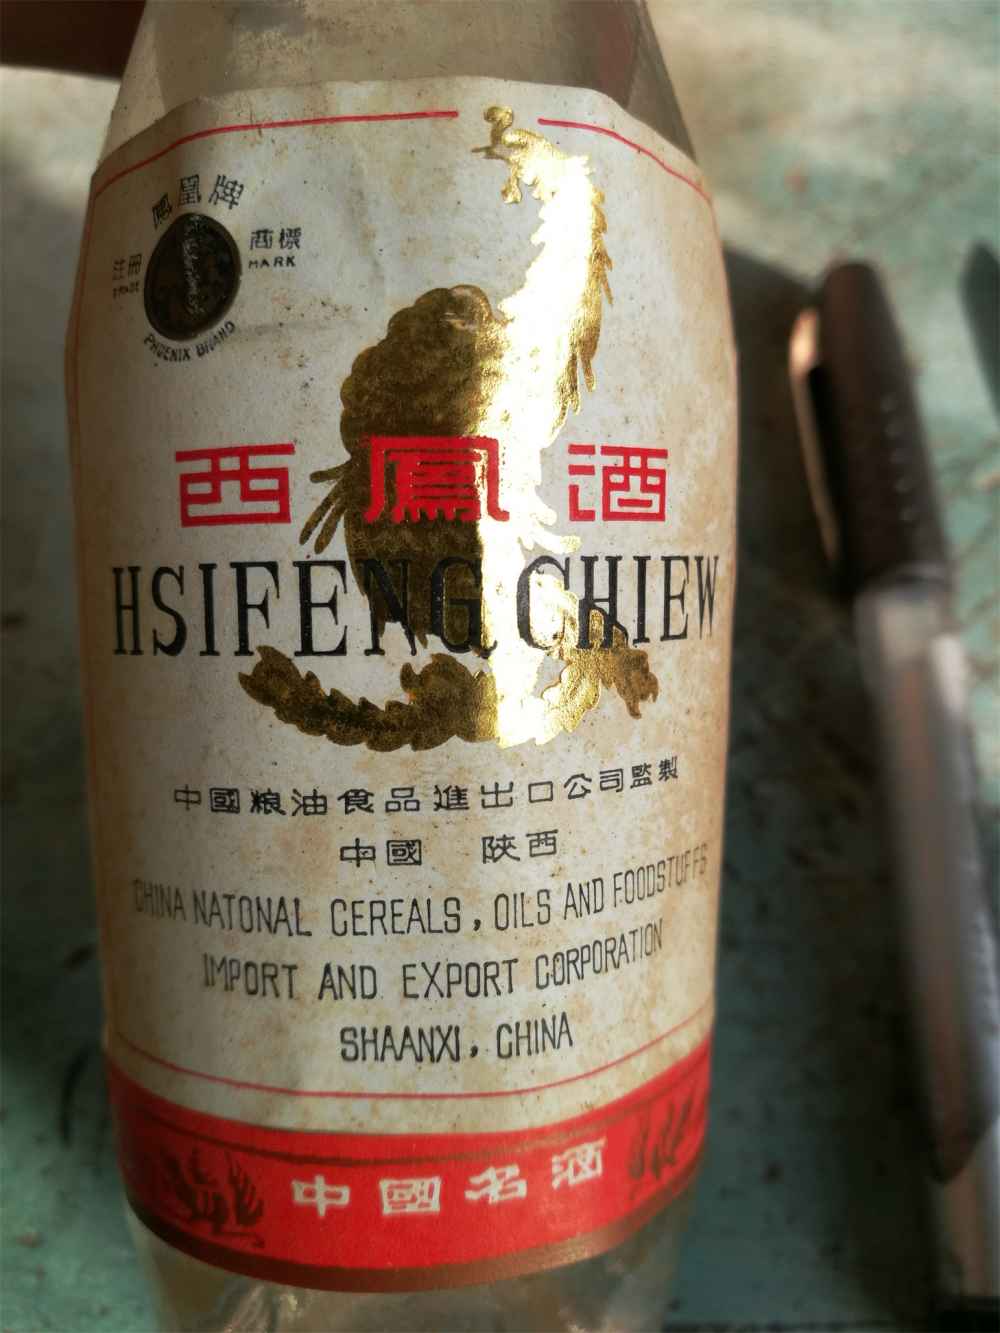 鳳凰牌
注冊 商標
TRADE MARK
PHOENIX BRAND
西鳳酒
HSIFENG CHIEW
中國粮油食品進出口公司監製
中國 陝西
CHINA NATONAL CEREALS, OILS AND FOODSTUFFS
IMPORT AND EXPORT CORPORATION
SHAANXI, CHINA
中國名酒